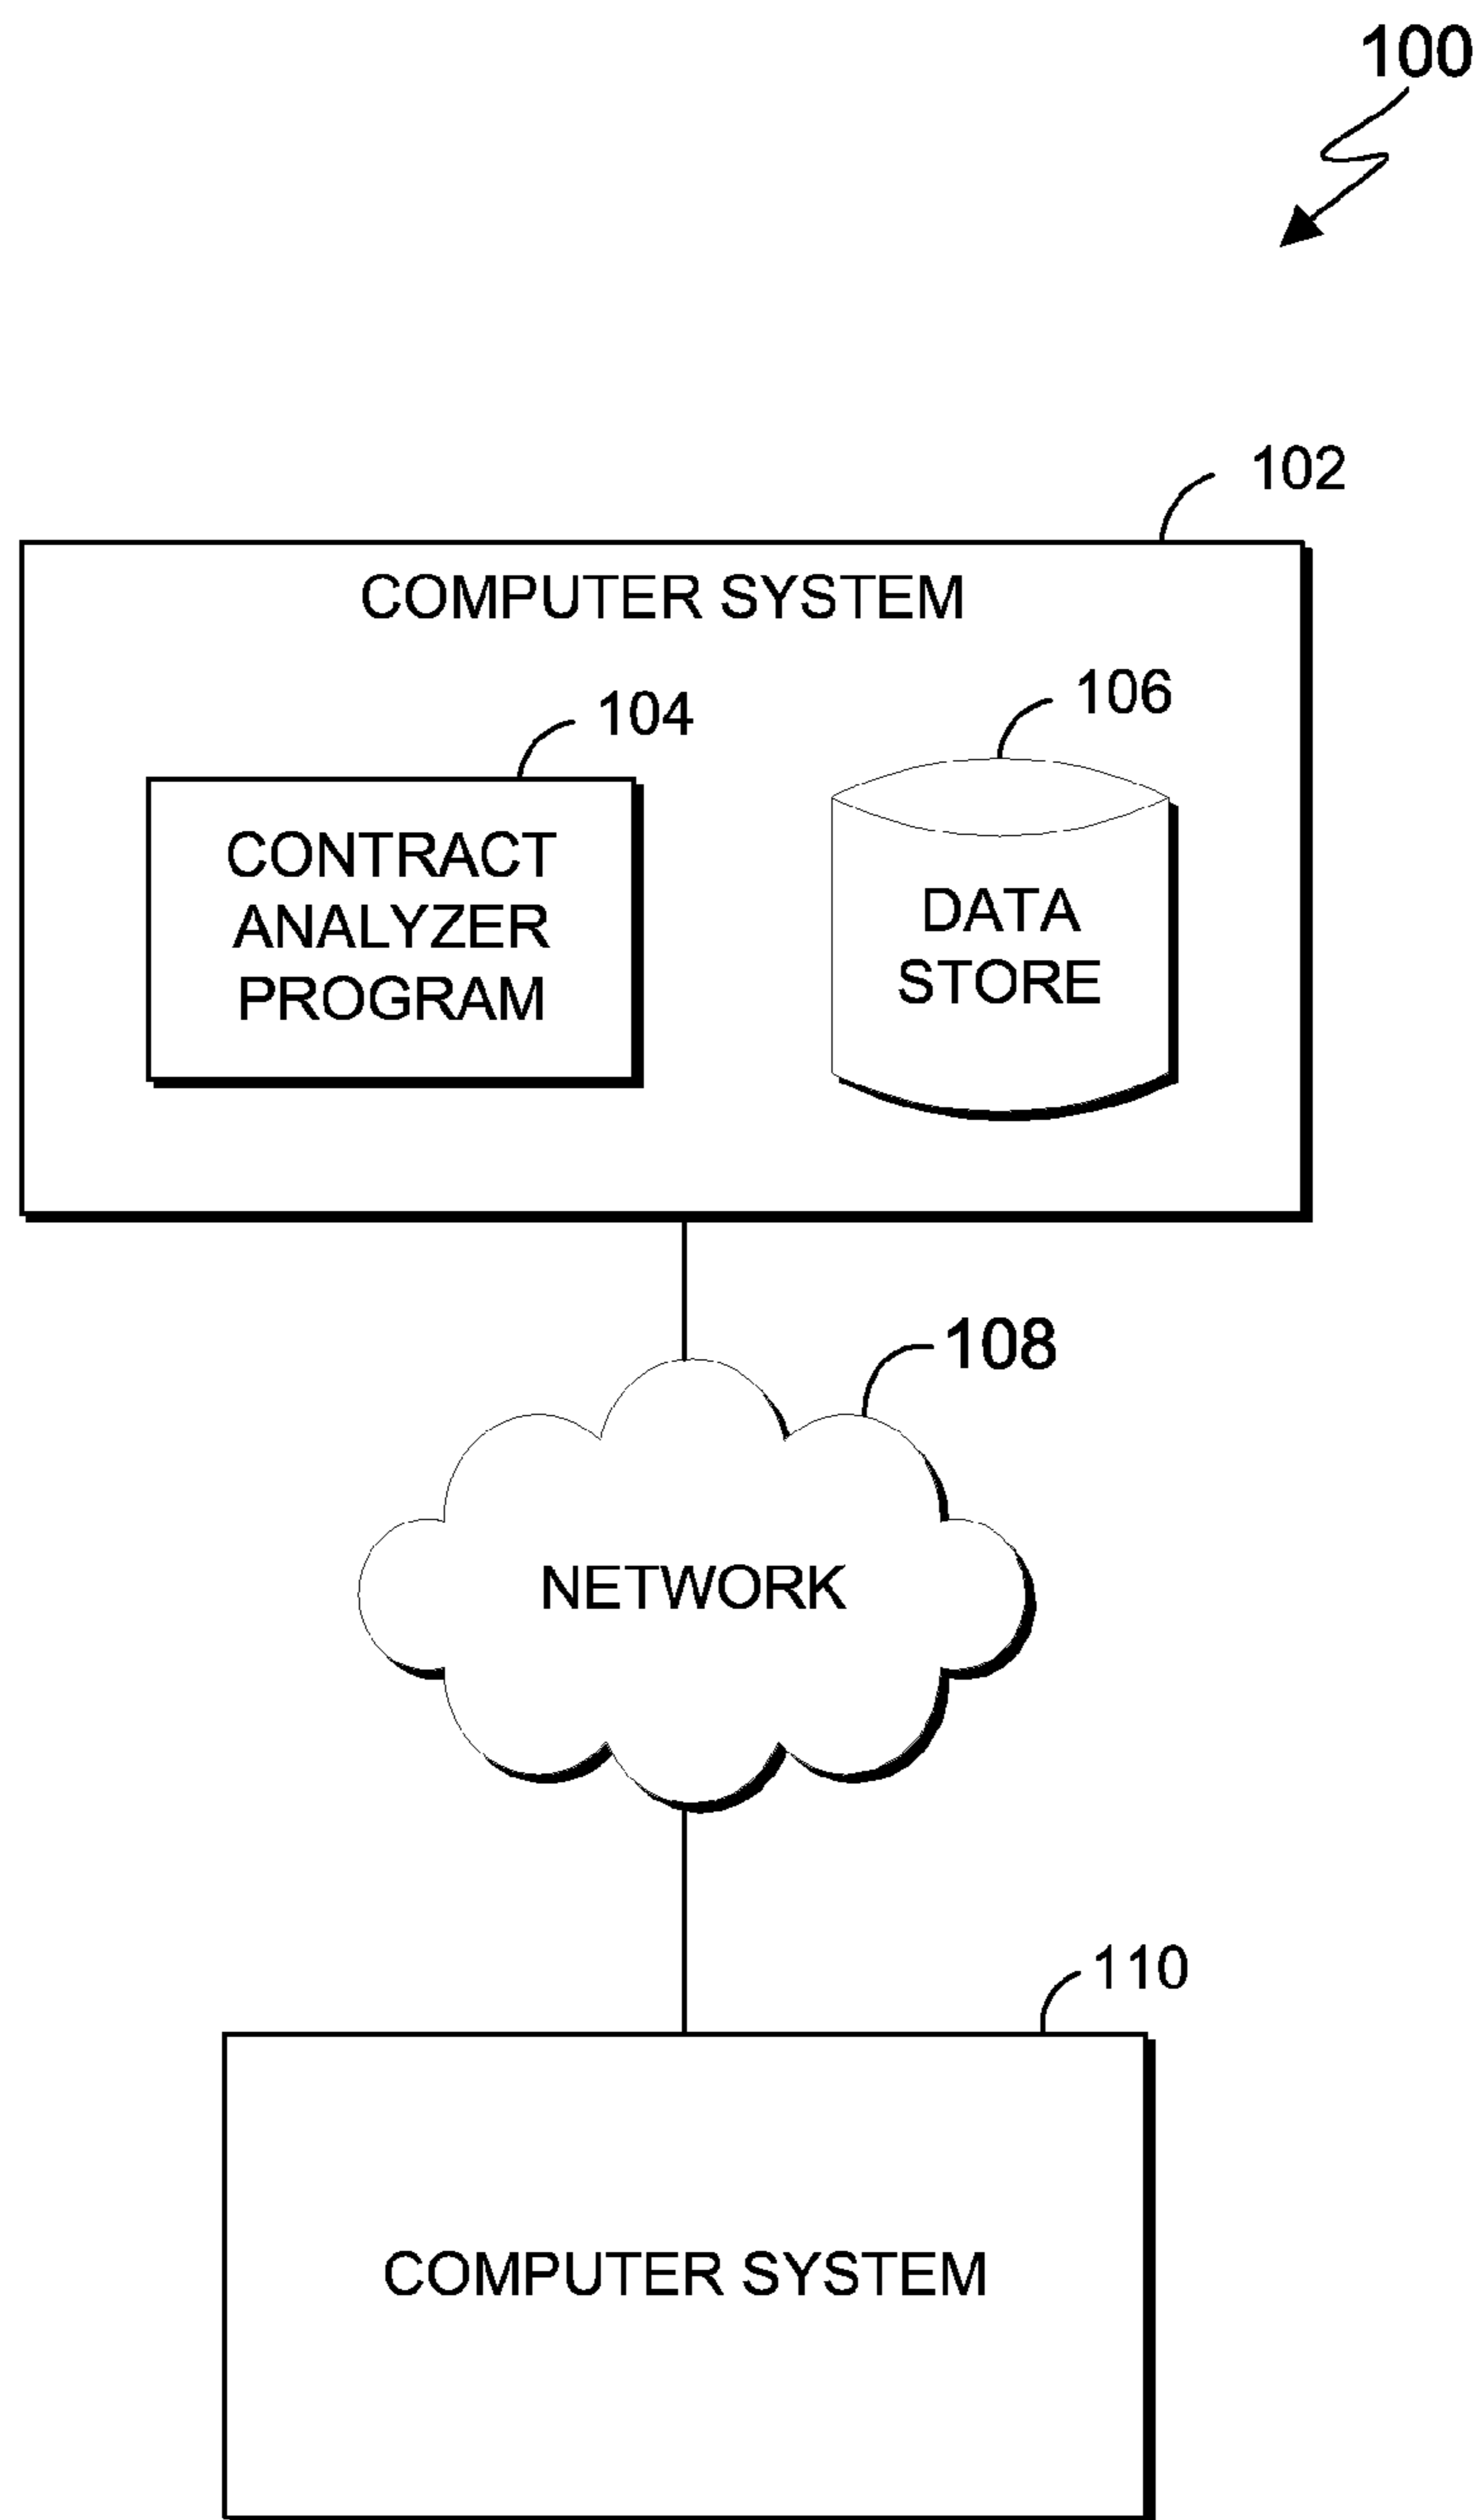 100
102
COMPUTER SYSTEM
106
104
CONTRACT
ANALYZER
PROGRAM
DATA
STORE
108
NETWORK
110
COMPUTER SYSTEM